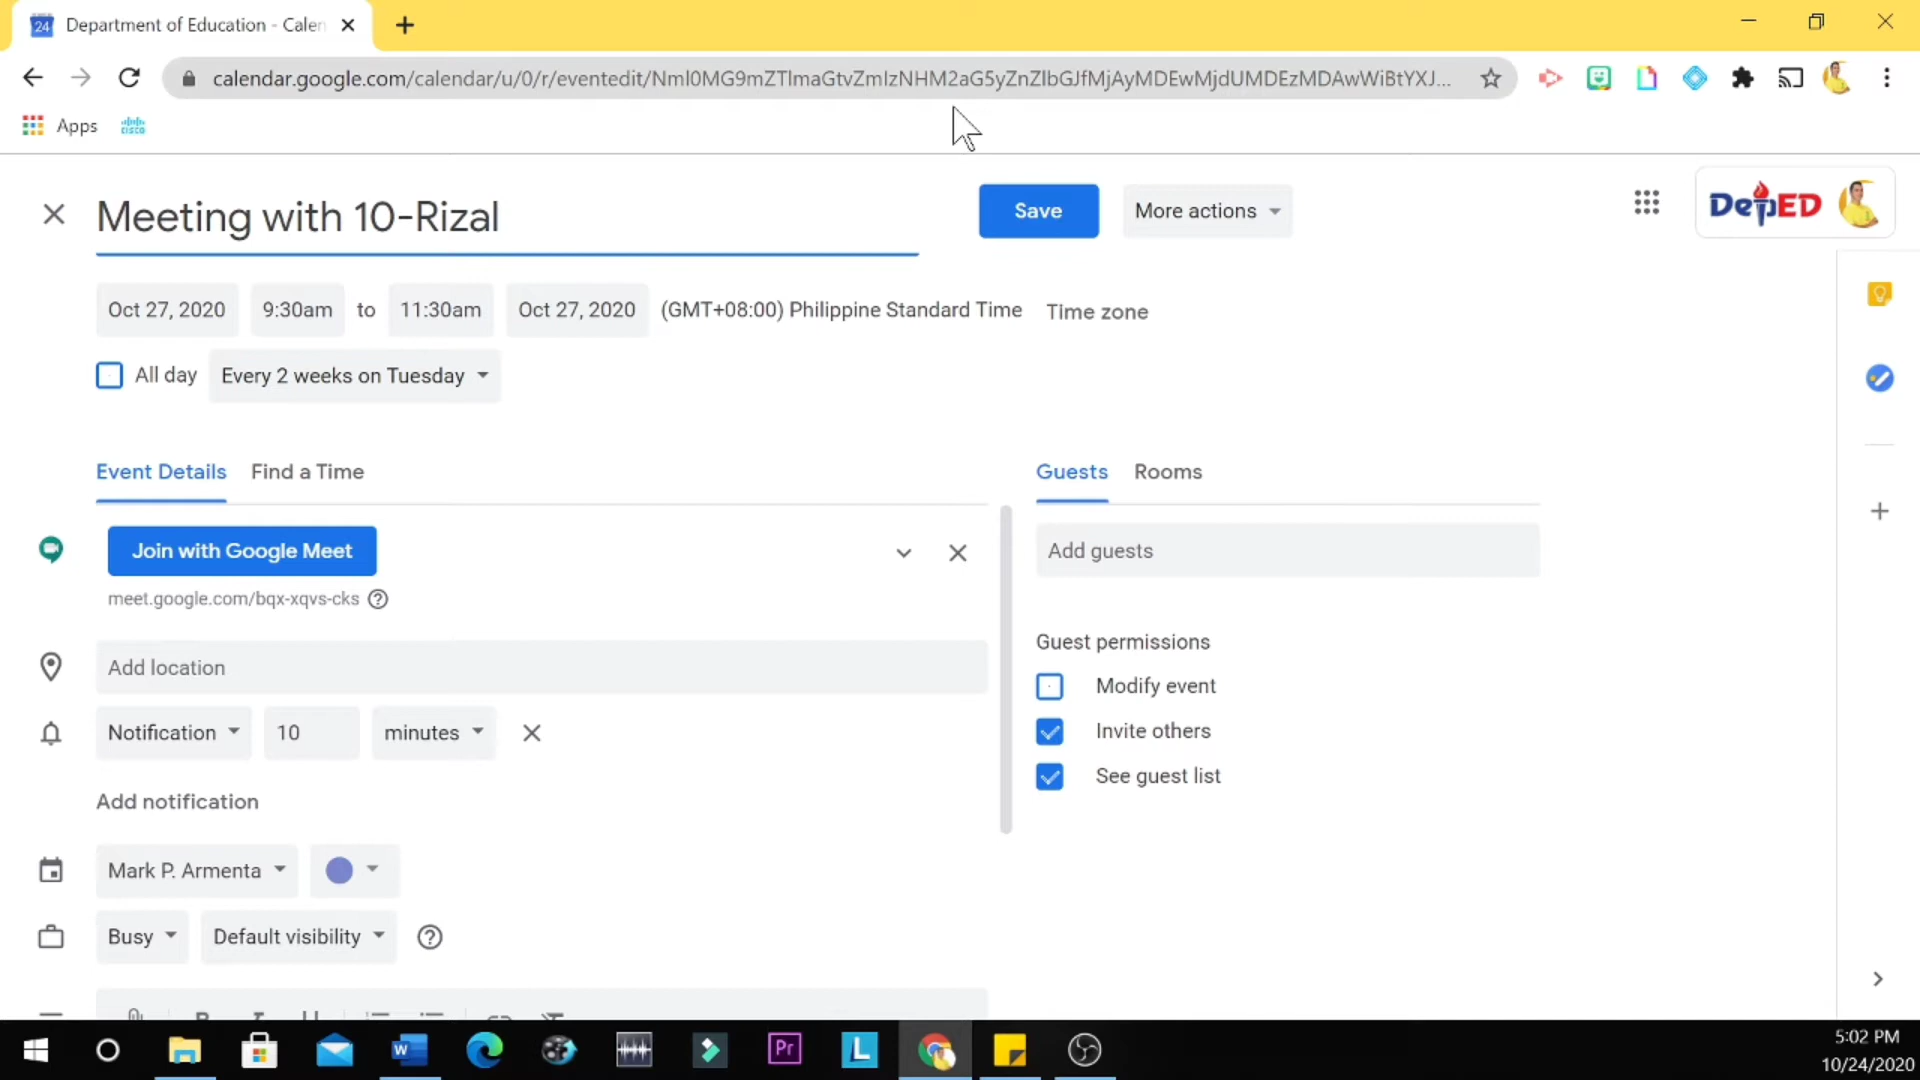 24 Department of Education - Calen
calendar.google.com/calendar/u/0/r/eventedit/Nml0MG9mZTlmaGtvZmIzNHM2aG5yZnZlbGJfMjAyMDEwMjdUMDEzMDAwWiBtYXJ...
Apps
cisco
Meeting with 10-Rizal
Save
More actions
DepED
Oct 27, 2020 9:30am to 11:30am Oct 27, 2020 (GMT+08:00) Philippine Standard Time Time zone
All day Every 2 weeks on Tuesday
Event Details Find a Time
Guests Rooms
Join with Google Meet
Add guests
meet.google.com/bqx-xqvs-cks
Guest permissions
Add location
Modify event
Notification 10 minutes
Invite others
See guest list
Add notification
Mark P. Armenta
Busy Default visibility
W
Pr
L
5:02 PM
10/24/2020